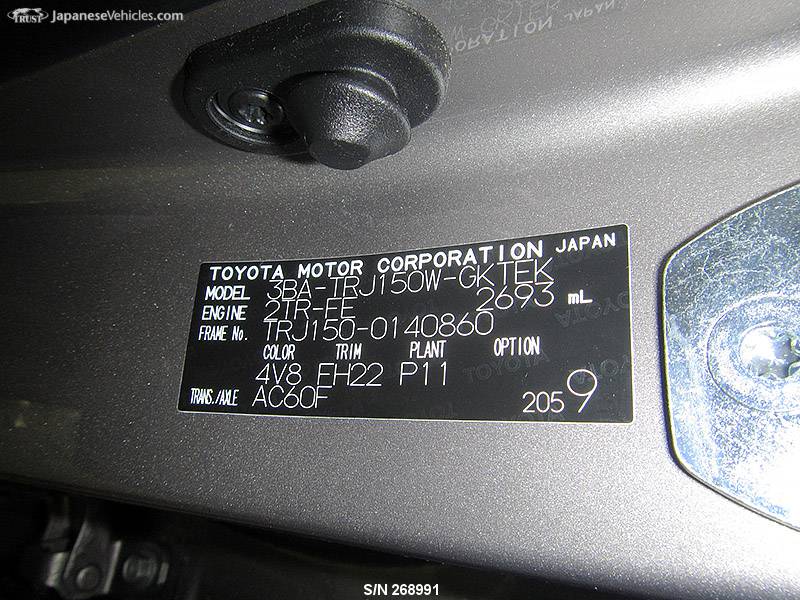 TRUST JapaneseVehicles.com
TOYOTA MOTOR CORPORATION JAPAN
MODEL 3BA-TRJ150W-GKTEK
ENGINE 2TR-FE 2693 mL
FRAME No. TRJ150-0140860
COLOR TRIM PLANT OPTION
4V8 FH22 P11
TRANS./AXLE AC60F
2059
S/N 268991